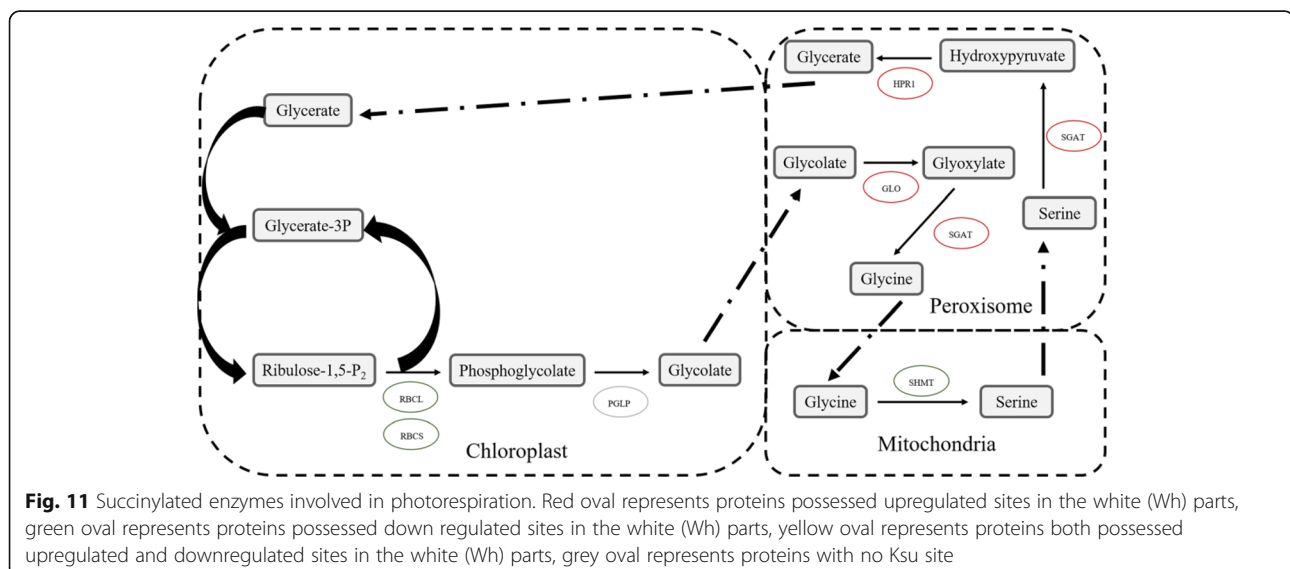 Glycerate
Hydroxypyruvate
HPR1
Glycerate
SGAT
Glycolate
Glyoxylate
GLO
Serine
Glycerate-3P
SGAT
Glycine
Peroxisome
Ribulose-1,5-P2
Phosphoglycolate
Glycolate
RBCL
PGLP
RBCS
Chloroplast
SHMT
Glycine
Serine
Mitochondria
Fig. 11 Succinylated enzymes involved in photorespiration. Red oval represents proteins possessed upregulated sites in the white (Wh) parts,
green oval represents proteins possessed down regulated sites in the white (Wh) parts, yellow oval represents proteins both possessed
upregulated and downregulated sites in the white (Wh) parts, grey oval represents proteins with no Ksu site